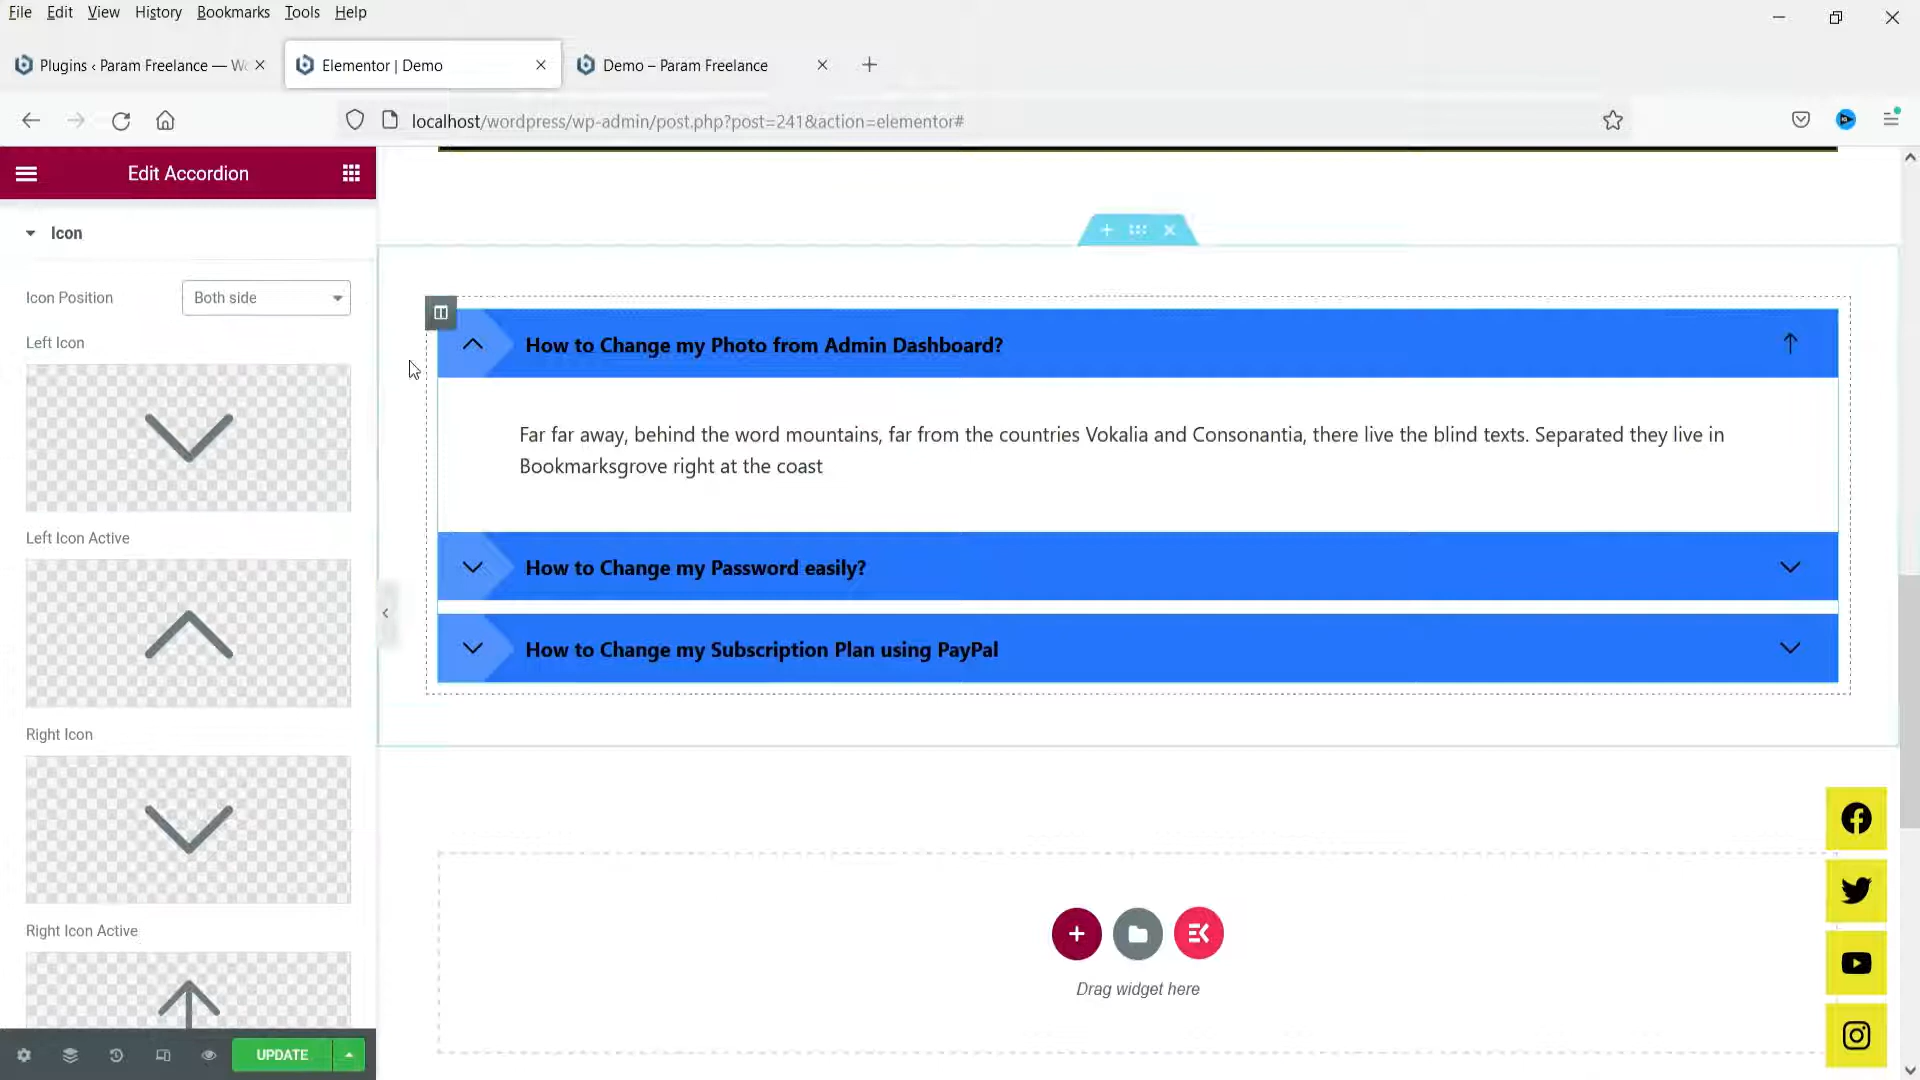 File Edit View History Bookmarks Tools Help
Plugins ‹ Param Freelance — Wo
Elementor | Demo
Demo – Param Freelance
localhost/wordpress/wp-admin/post.php?post=241&action=elementor#
Edit Accordion
Icon
Icon Position
Both side
Left Icon
Left Icon Active
Right Icon
Right Icon Active
UPDATE
How to Change my Photo from Admin Dashboard?
Far far away, behind the word mountains, far from the countries Vokalia and Consonantia, there live the blind texts. Separated they live in
Bookmarksgrove right at the coast
How to Change my Password easily?
How to Change my Subscription Plan using PayPal
Drag widget here